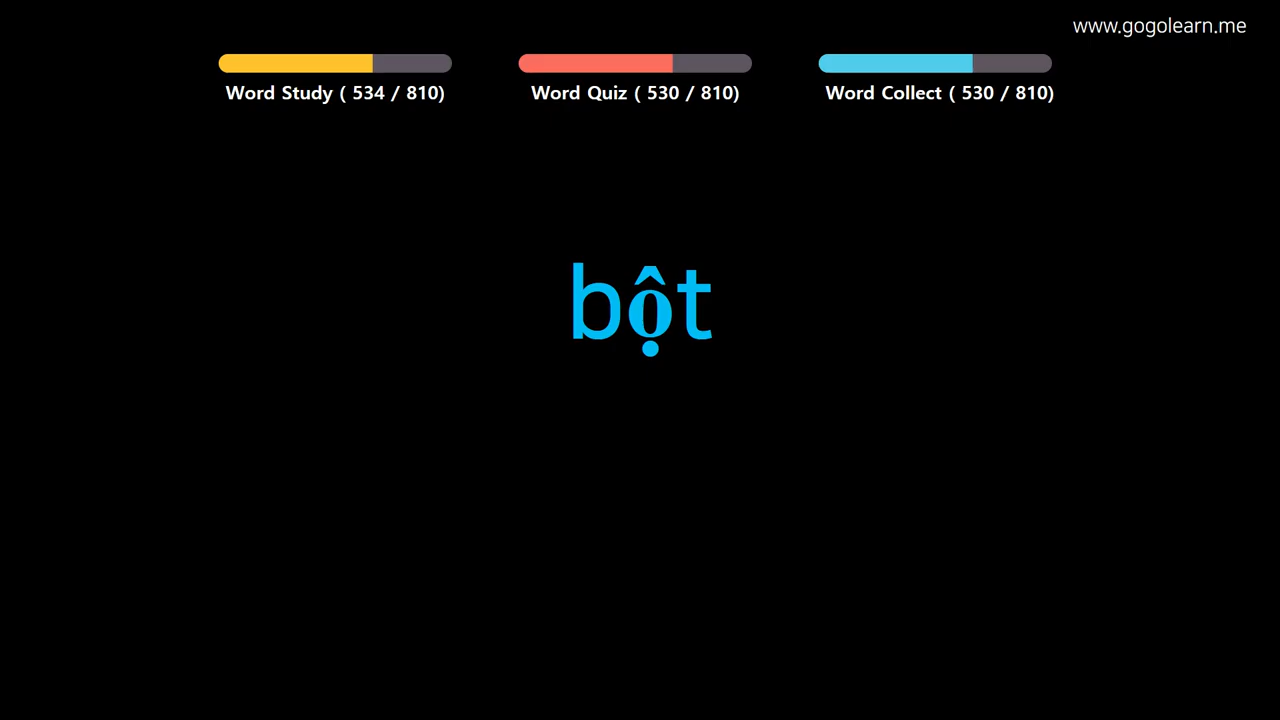 www.gogolearn.me
Word Study ( 534 / 810)
Word Quiz ( 530 / 810)
Word Collect ( 530 / 810)
bột